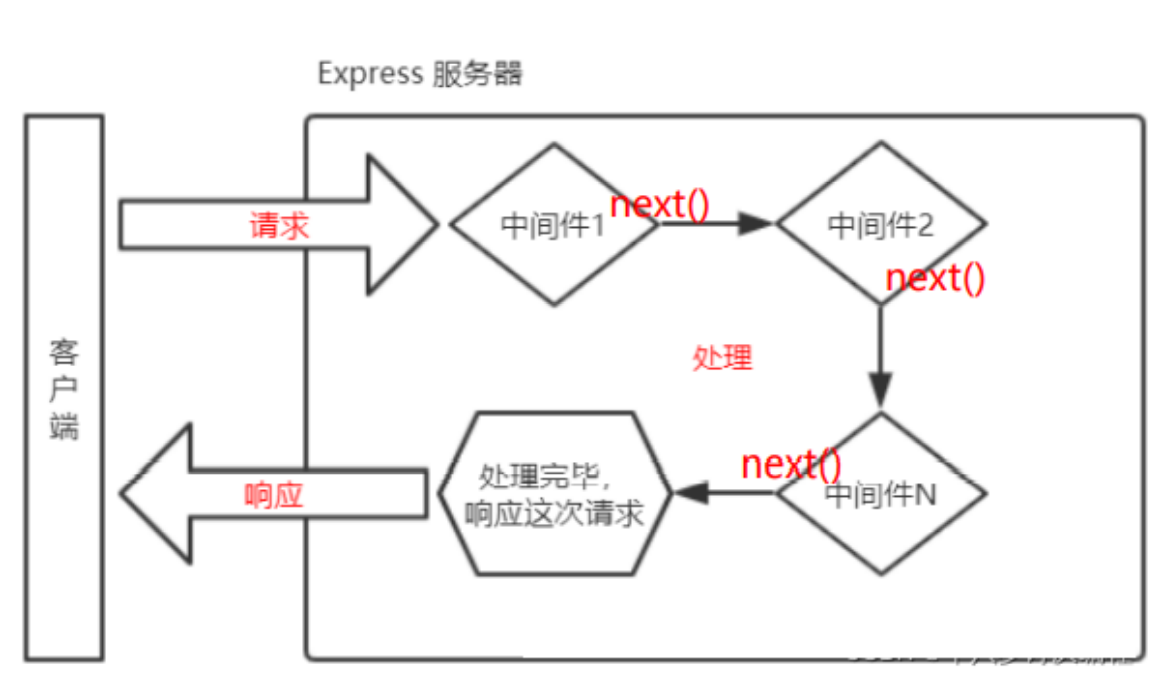 Express 服务器
请求
中间件1
next()
中间件2
next()
处理
客户端
next()
中间件N
处理完毕,
响应这次请求
响应